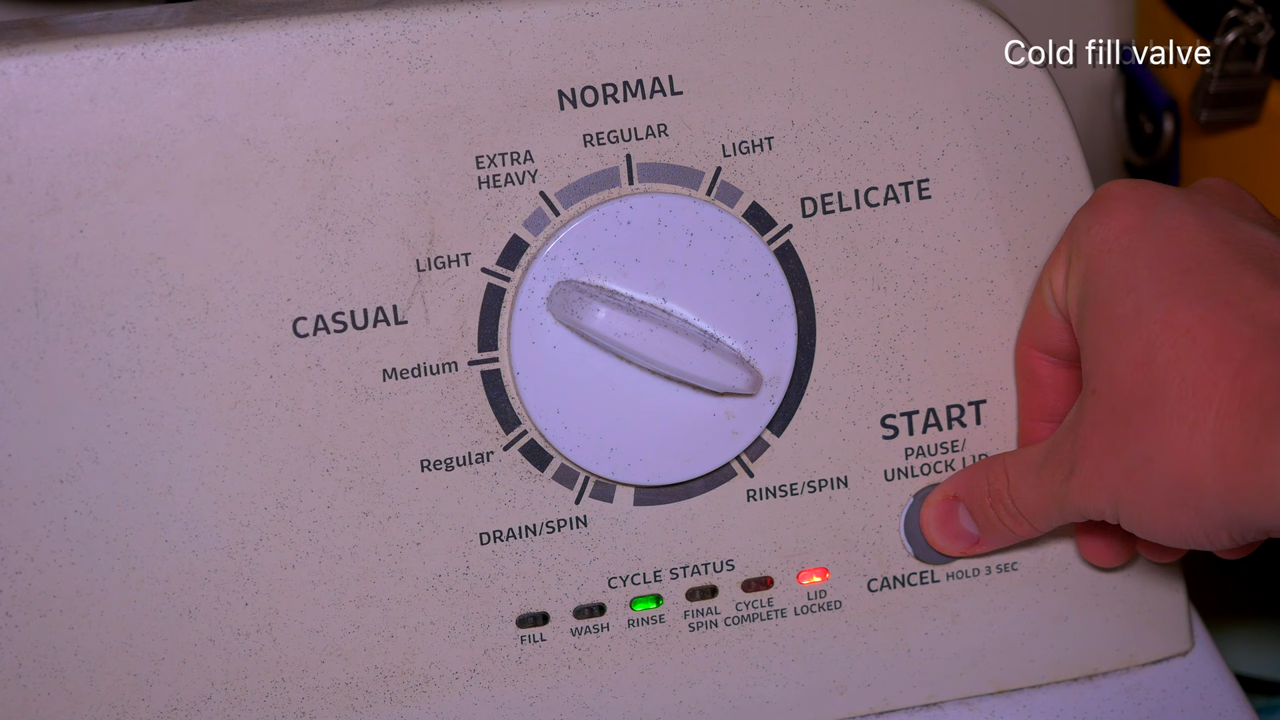 Cold fill valve
NORMAL
REGULAR
EXTRA
HEAVY
LIGHT
DELICATE
LIGHT
CASUAL
Medium
Regular
DRAIN/SPIN
RINSE/SPIN
START
PAUSE/
UNLOCK LID
CANCEL HOLD 3 SEC
CYCLE STATUS
FILL
WASH
RINSE
FINAL
SPIN
CYCLE
COMPLETE
LID
LOCKED